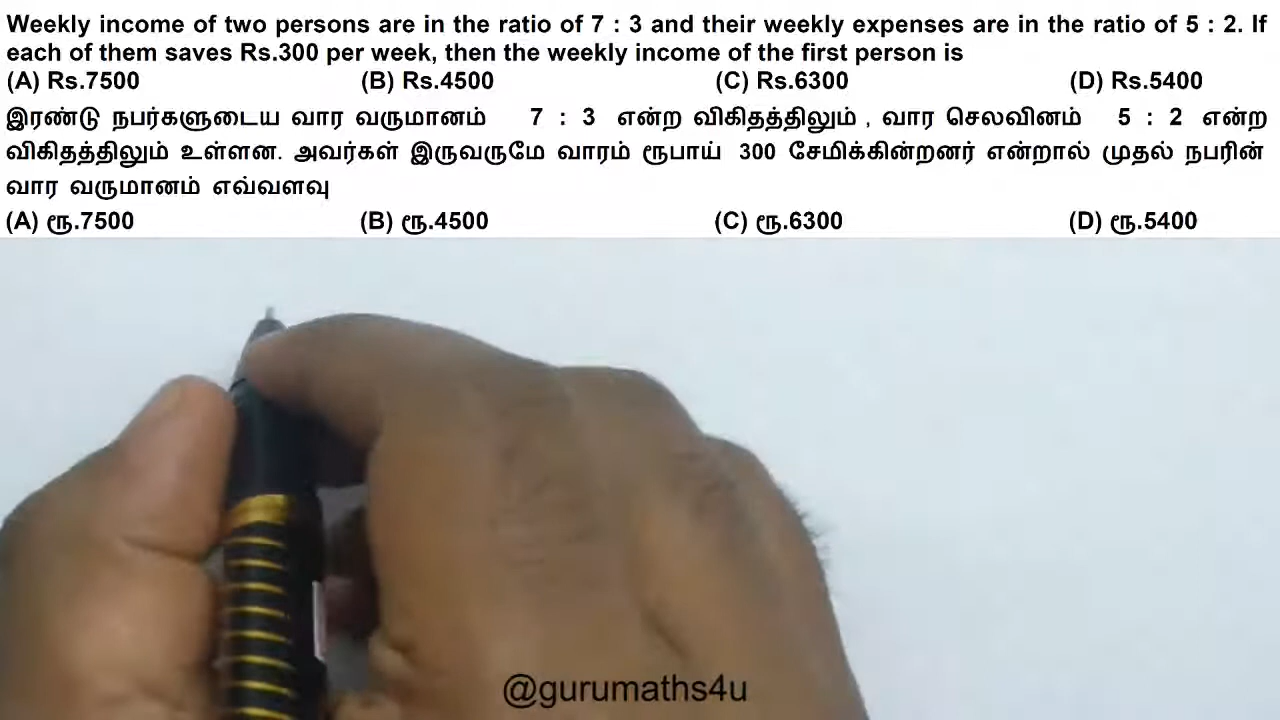 Weekly income of two persons are in the ratio of 7 : 3 and their weekly expenses are in the ratio of 5 : 2. If
each of them saves Rs.300 per week, then the weekly income of the first person is
(A) Rs.7500 (B) Rs.4500 (C) Rs.6300 (D) Rs.5400
இரண்டு நபர்களுடைய வார வருமானம் 7 : 3 என்ற விகிதத்திலும் , வார செலவினம் 5 : 2 என்ற
விகிதத்திலும் உள்ளன. அவர்கள் இருவருமே வாரம் ரூபாய் 300 சேமிக்கின்றனர் என்றால் முதல் நபரின்
வார வருமானம் எவ்வளவு
(A) ரூ.7500 (B) ரூ.4500 (C) ரூ.6300 (D) ரூ.5400
@gurumaths4u